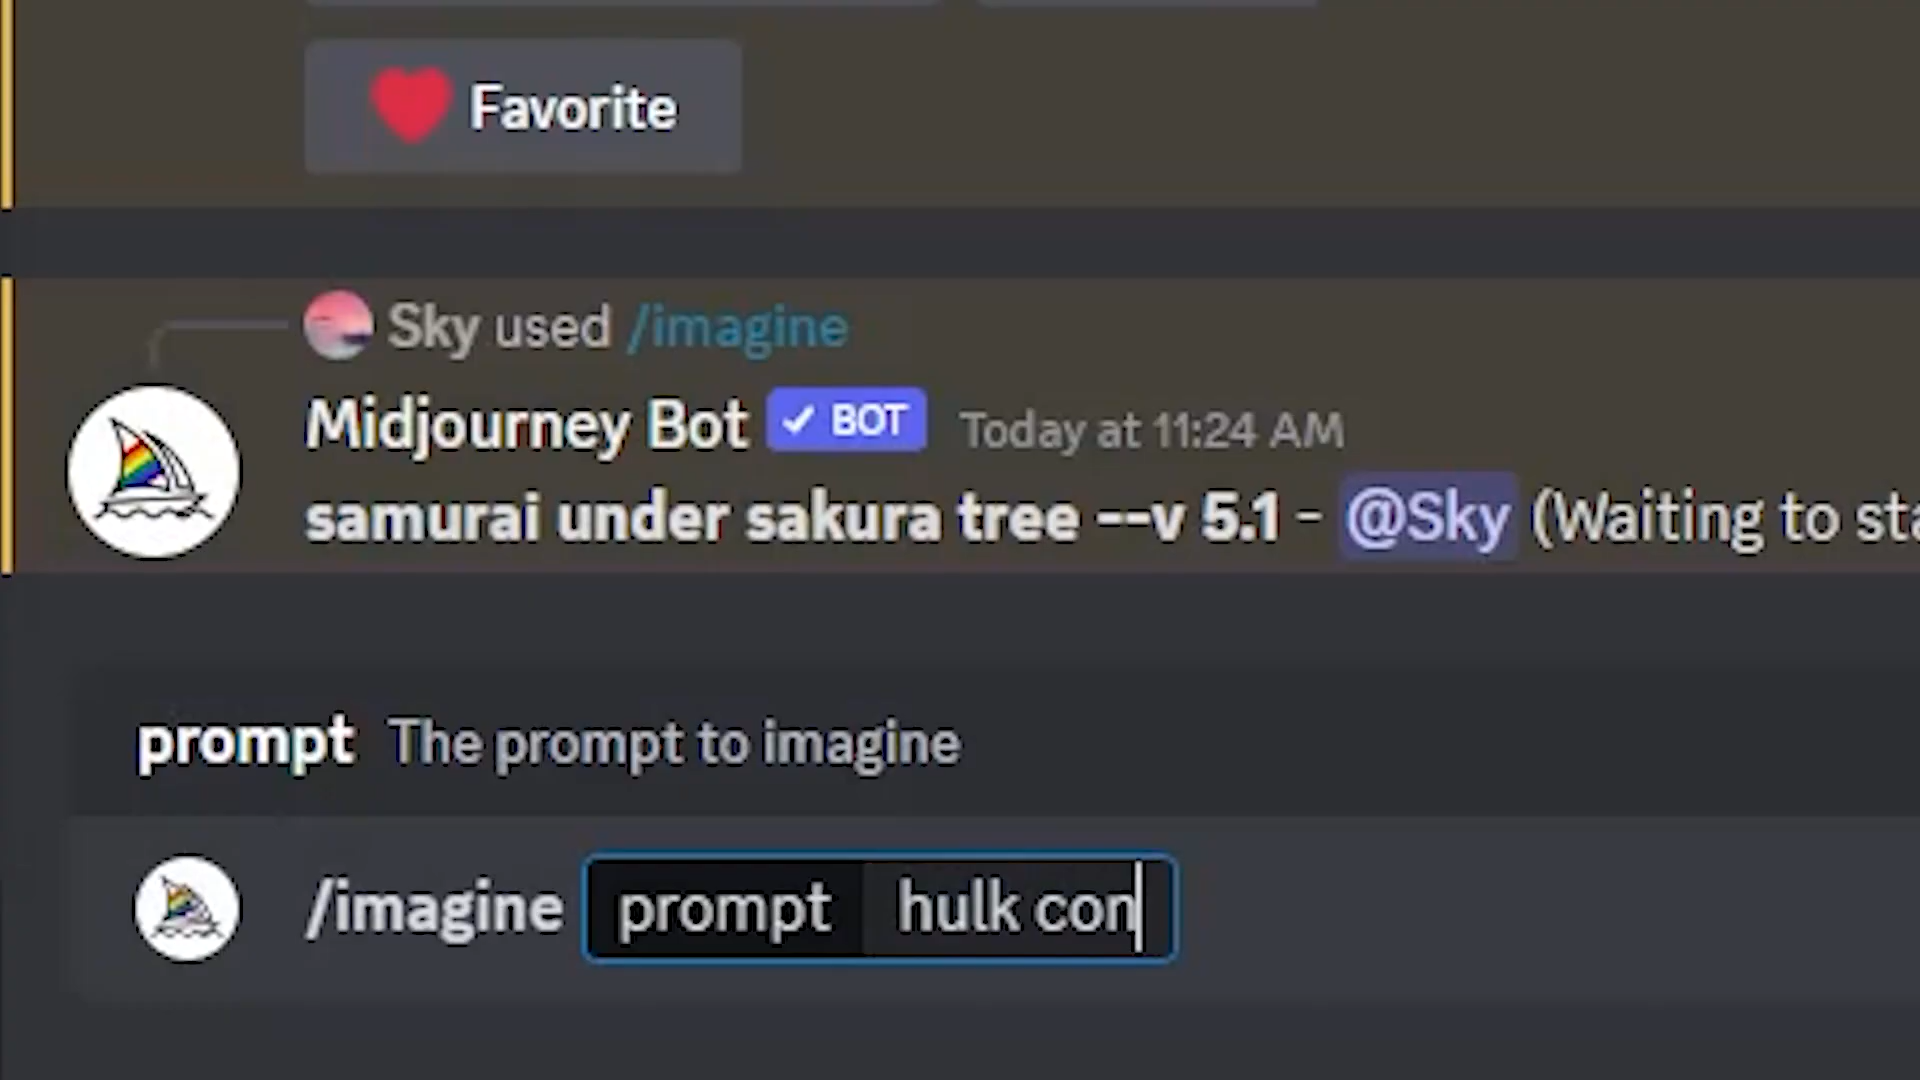 Favorite
Sky used /imagine
Midjourney Bot ✓ BOT Today at 11:24 AM
samurai under sakura tree --v 5.1 - @Sky (Waiting to sta
prompt The prompt to imagine
/imagine prompt hulk con